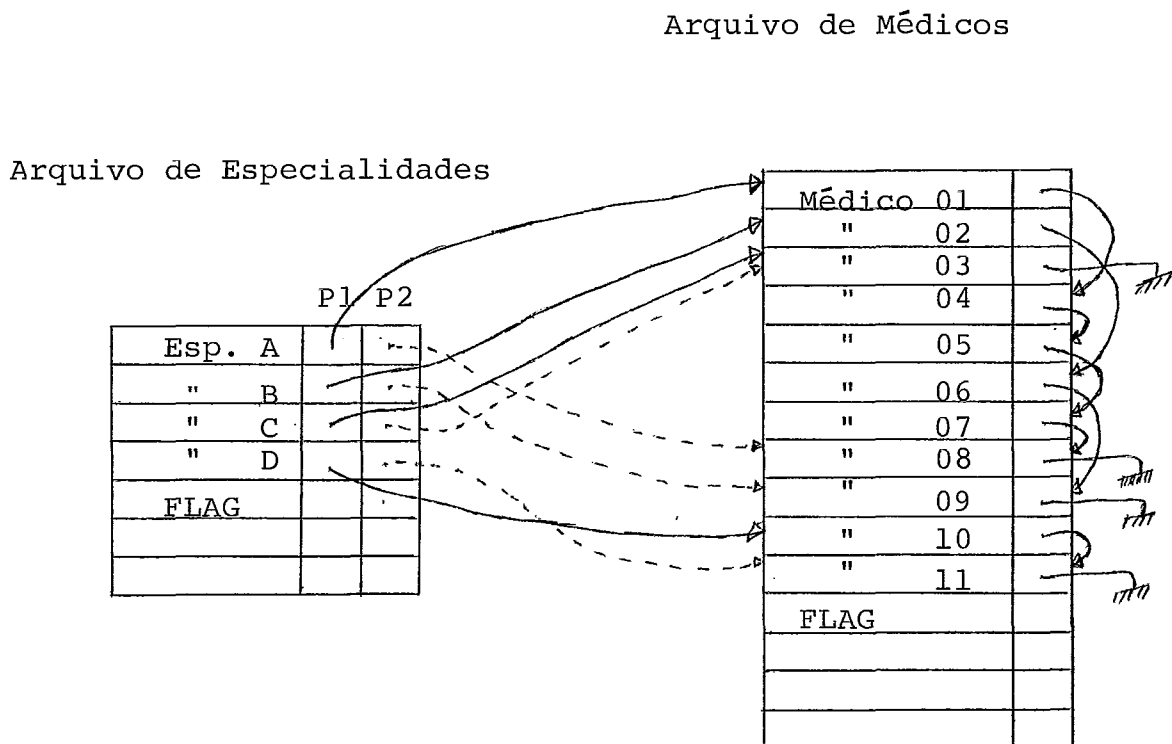 Arquivo de Médicos
Arquivo de Especialidades
P1 P2
Esp. A
" B
" C
" D
FLAG
Médico 01
" 02
" 03
" 04
" 05
" 06
" 07
" 08
" 09
" 10
" 11
FLAG